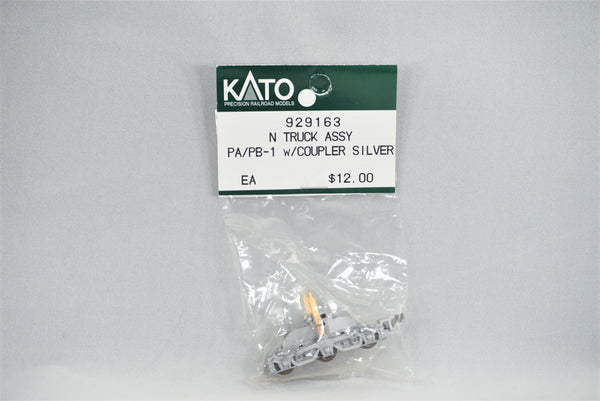 KATO
PRECISION RAILROAD MODELS
929163
N TRUCK ASSY
PA/PB-1 w/COUPLER SILVER
EA $12.00